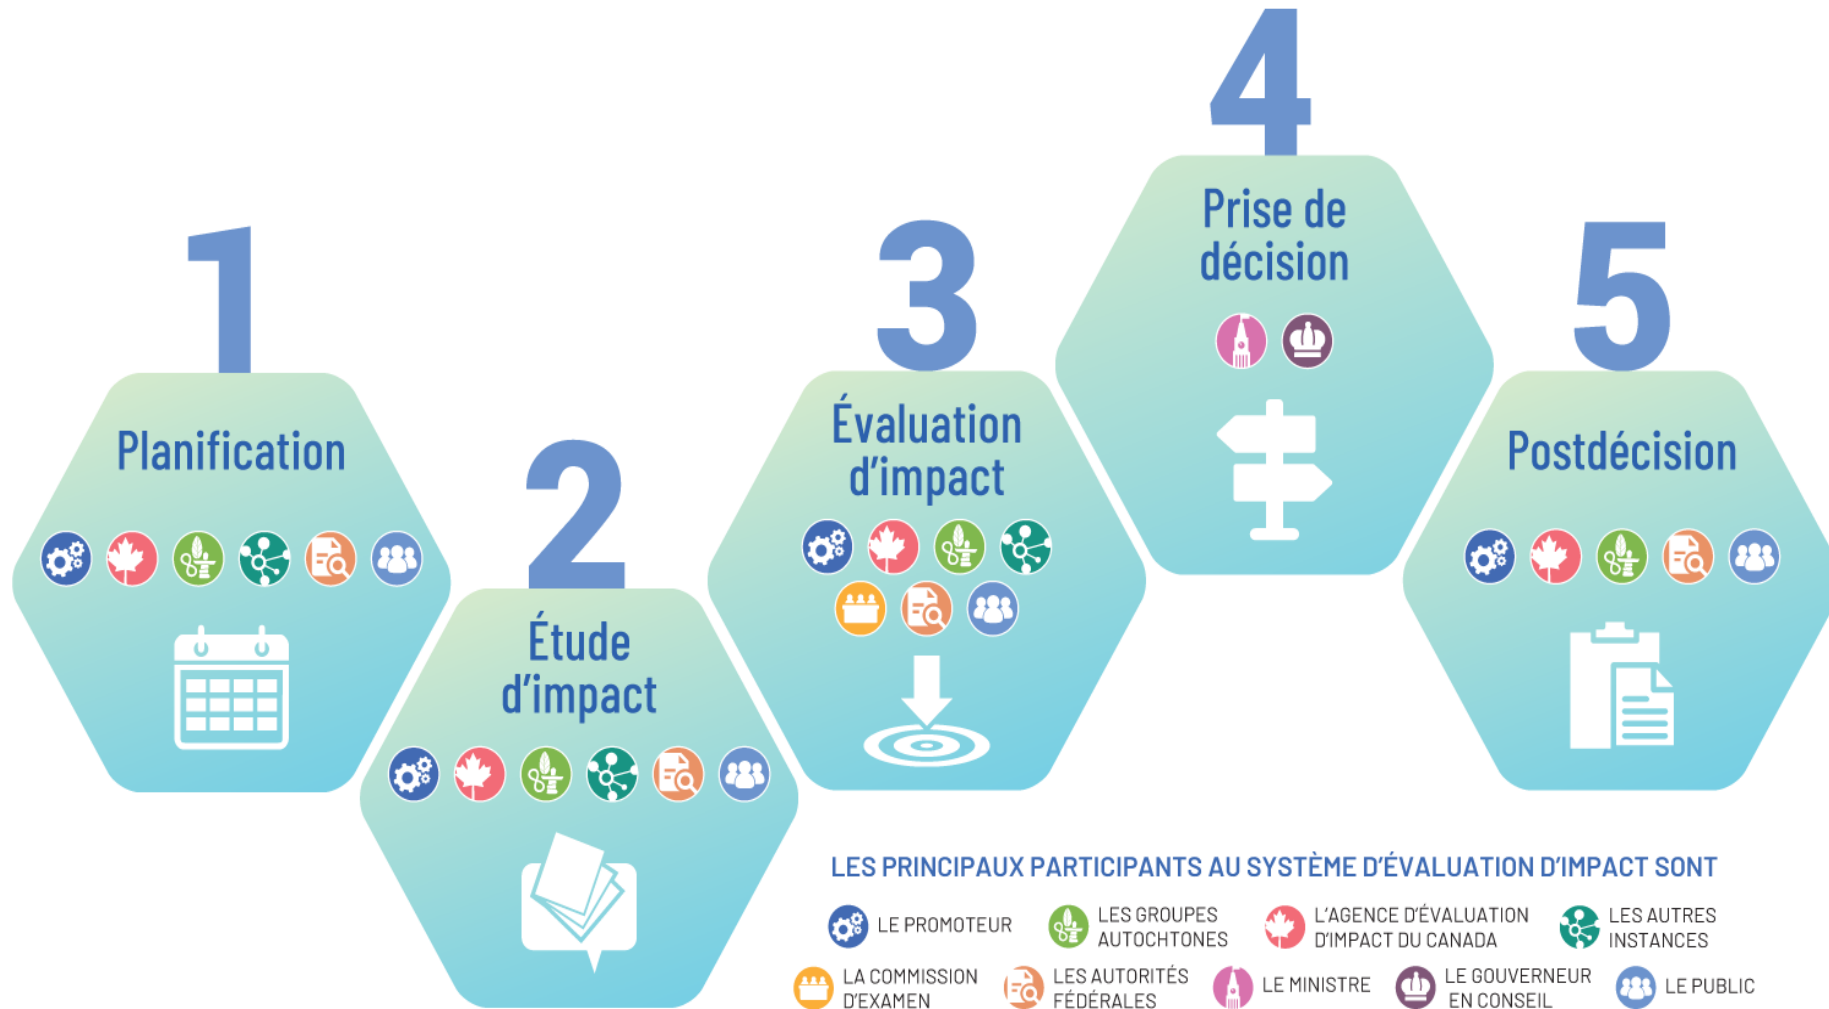 1
Planification
2
Étude
d'impact
3
Évaluation
d'impact
4
Prise de
décision
5
Postdécision
LES PRINCIPAUX PARTICIPANTS AU SYSTÈME D'ÉVALUATION D'IMPACT SONT
LE PROMOTEUR
LES GROUPES
AUTOCHTONES
L'AGENCE D'ÉVALUATION
D'IMPACT DU CANADA
LES AUTRES
INSTANCES
LA COMMISSION
D'EXAMEN
LES AUTORITÉS
FÉDÉRALES
LE MINISTRE
LE GOUVERNEUR
EN CONSEIL
LE PUBLIC